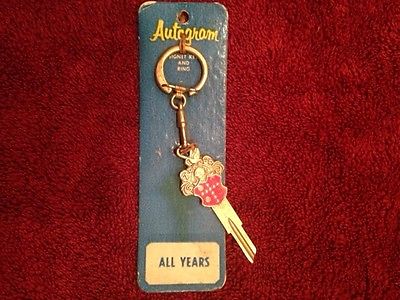 Autogram
SIGNET KEY
AND
RING
ALL YEARS